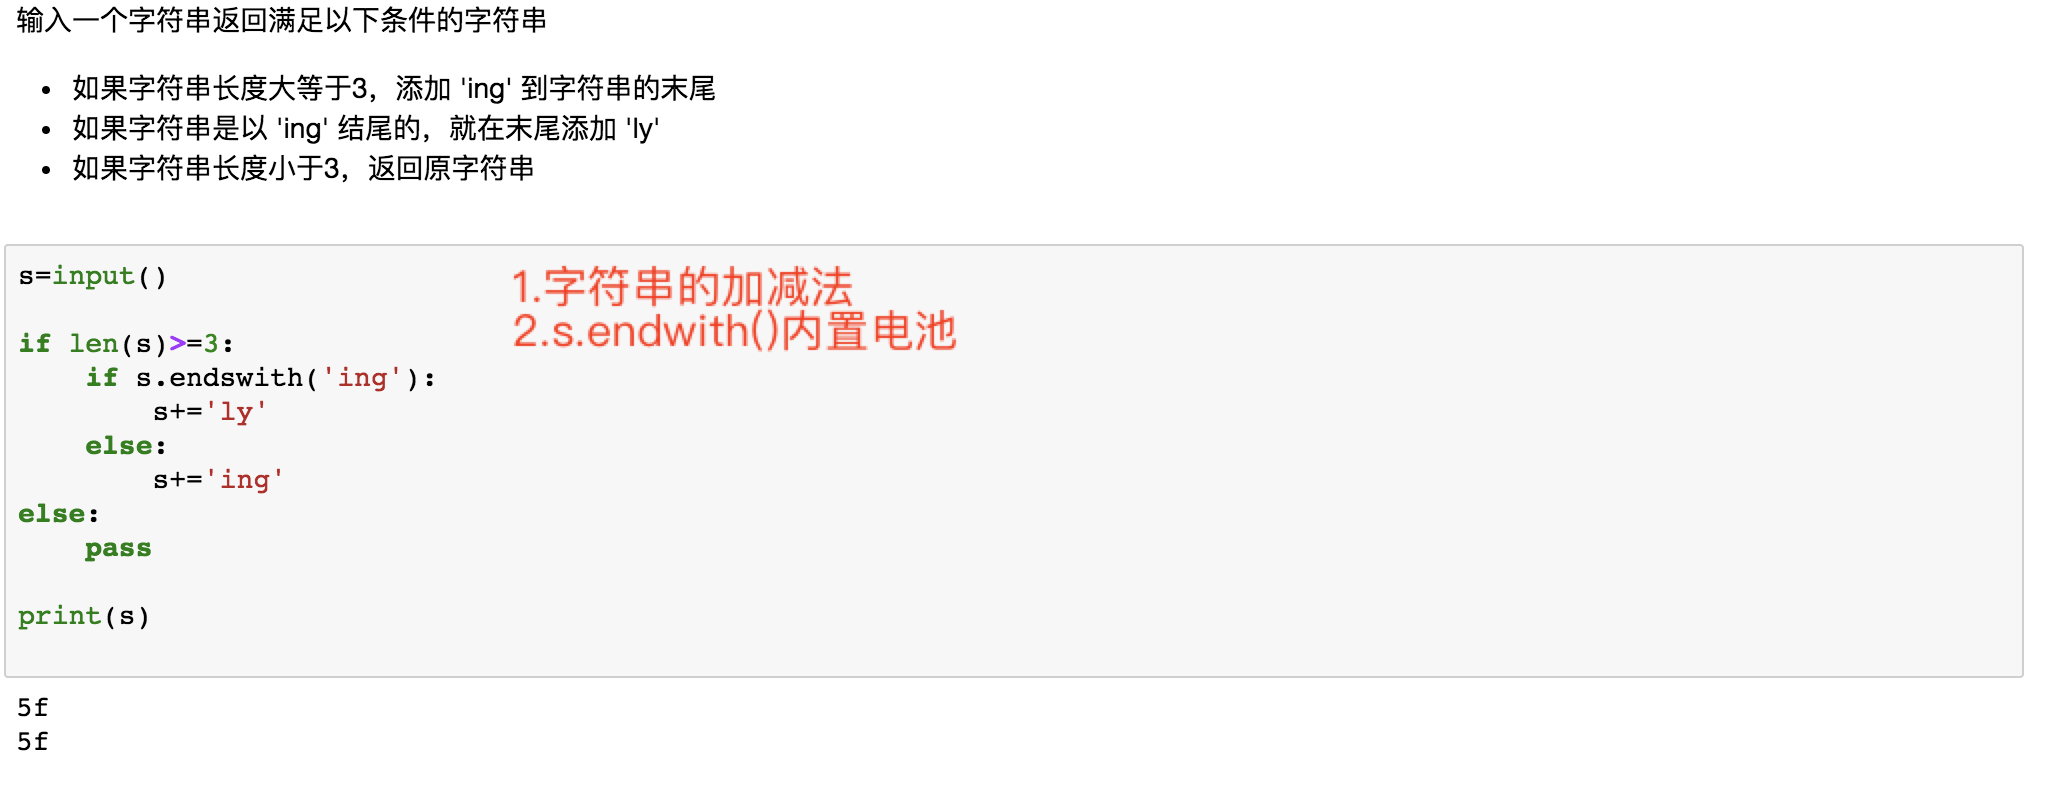 输入一个字符串返回满足以下条件的字符串
• 如果字符串长度大等于3，添加 'ing' 到字符串的末尾
• 如果字符串是以 'ing' 结尾的，就在末尾添加 'ly'
• 如果字符串长度小于3，返回原字符串
s=input()
1.字符串的加减法
2.s.endwith()内置电池
if len(s)>=3:
    if s.endswith('ing'):
        s+='ly'
    else:
        s+='ing'
else:
    pass
print(s)
5f
5f